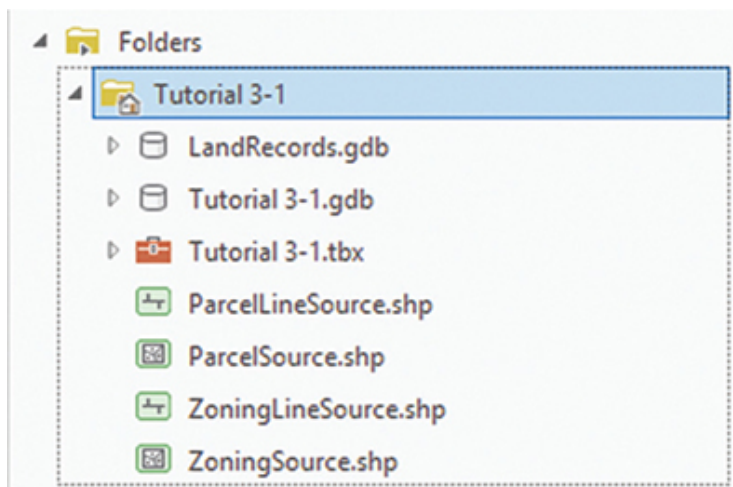 Folders
Tutorial 3-1
LandRecords.gdb
Tutorial 3-1.gdb
Tutorial 3-1.tbx
ParcelLineSource.shp
ParcelSource.shp
ZoningLineSource.shp
ZoningSource.shp